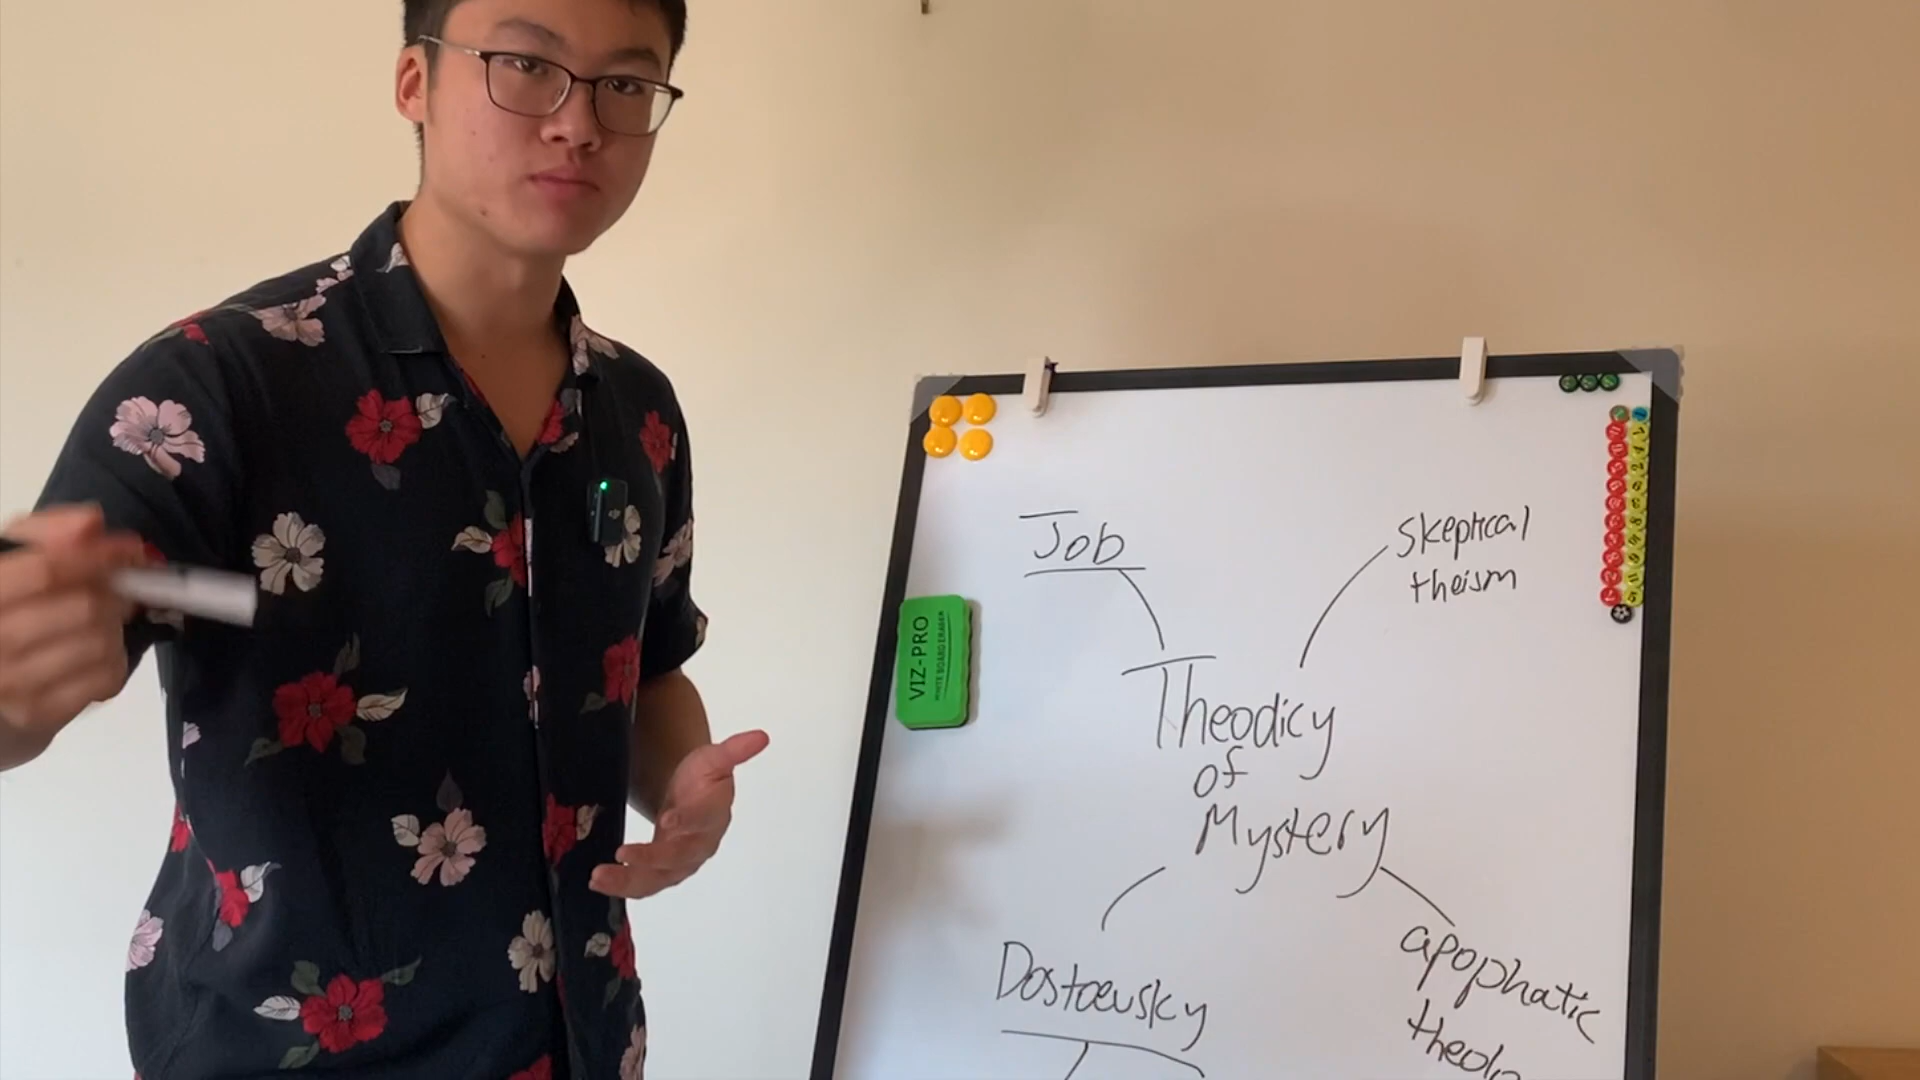 Job
Skeptical
theism
VIZ-PRO
WHITE BOARD ERASER
Theodicy
of
Mystery
Dostoevsky
apophatic
theolo